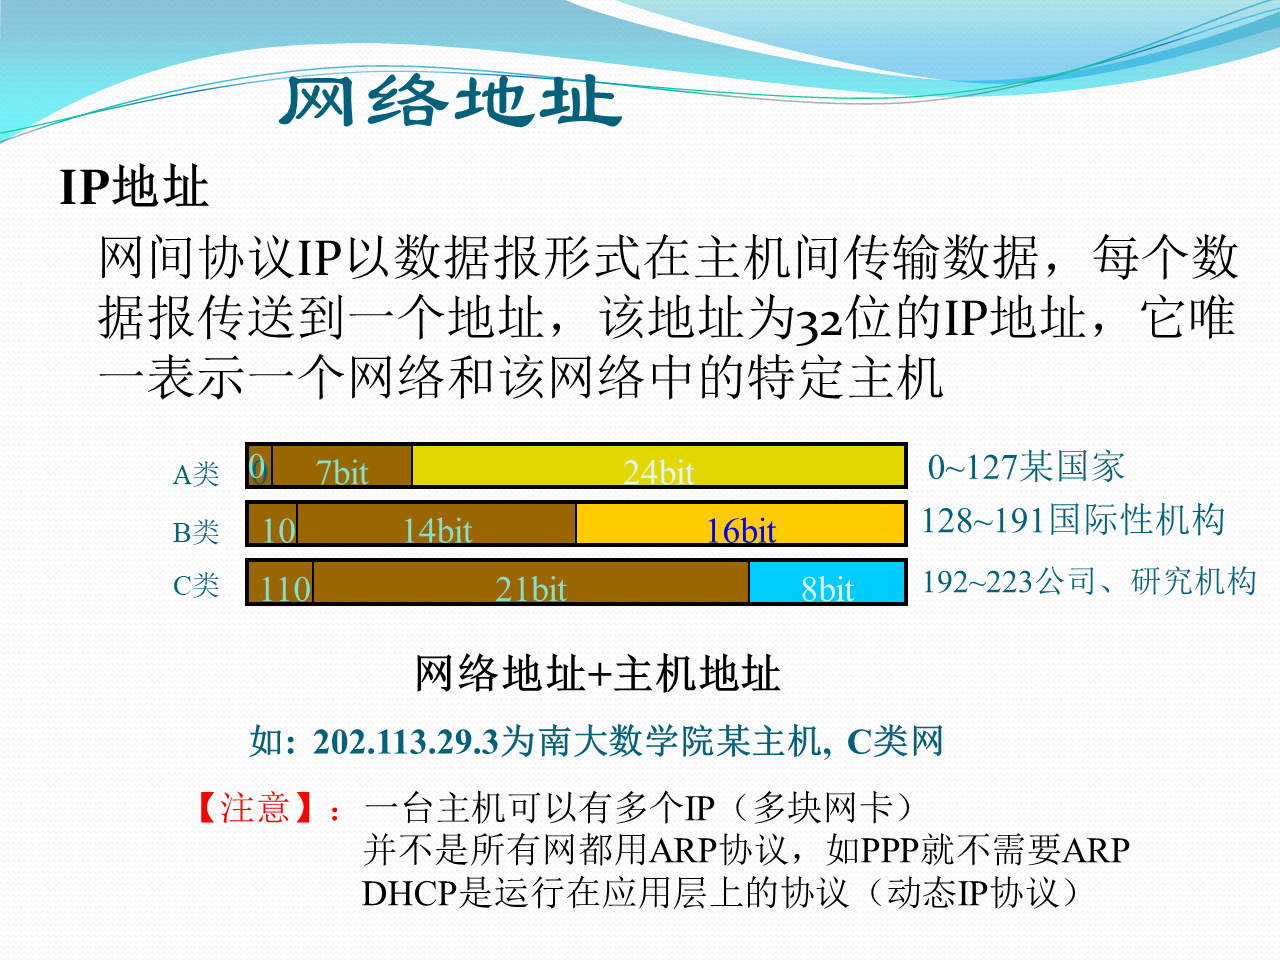 网络地址
IP地址
网间协议IP以数据报形式在主机间传输数据，每个数
据报传送到一个地址，该地址为32位的IP地址，它唯
一表示一个网络和该网络中的特定主机
A类 0 7bit 24bit 0~127某国家
B类 10 14bit 16bit 128~191国际性机构
C类 110 21bit 8bit 192~223公司、研究机构
网络地址+主机地址
如: 202.113.29.3为南大数学院某主机, C类网
【注意】：一台主机可以有多个IP（多块网卡）
并不是所有网都用ARP协议，如PPP就不需要ARP
DHCP是运行在应用层上的协议（动态IP协议）